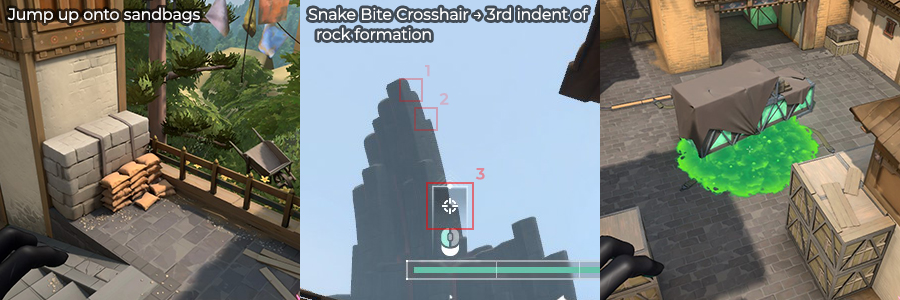 Jump up onto sandbags
Snake Bite Crosshair → 3rd indent of
rock formation
1
2
3